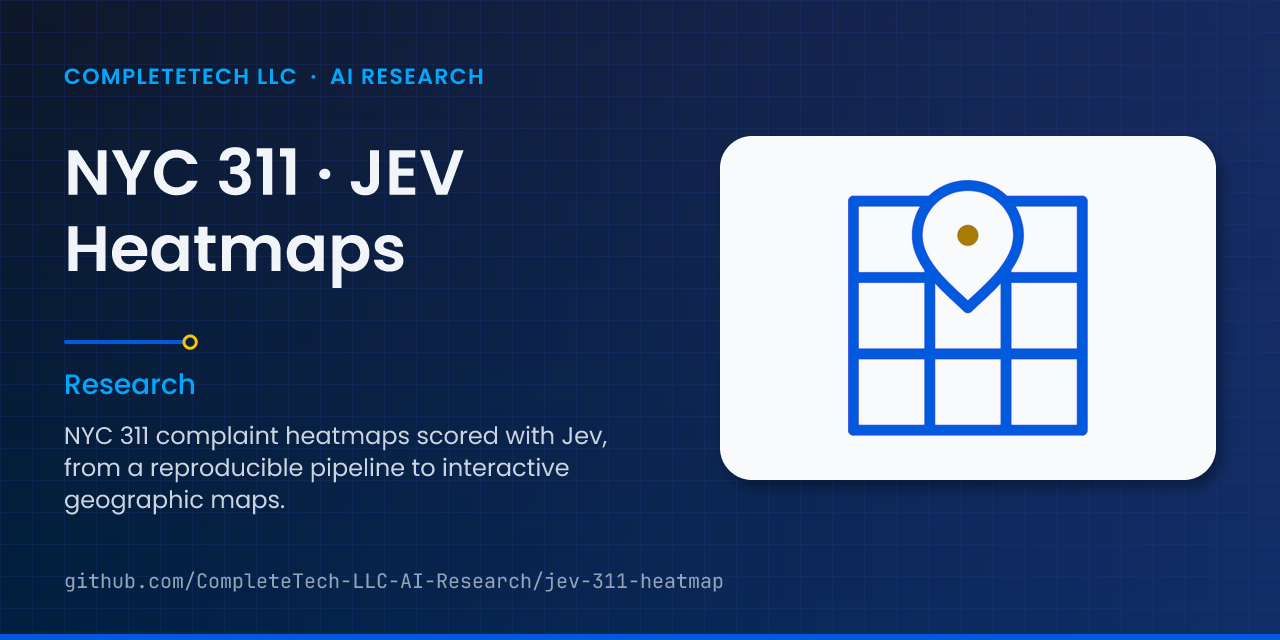 COMPLETETECH LLC · AI RESEARCH
NYC 311 · JEV
Heatmaps
Research
NYC 311 complaint heatmaps scored with Jev,
from a reproducible pipeline to interactive
geographic maps.
github.com/CompleteTech-LLC-AI-Research/jev-311-heatmap